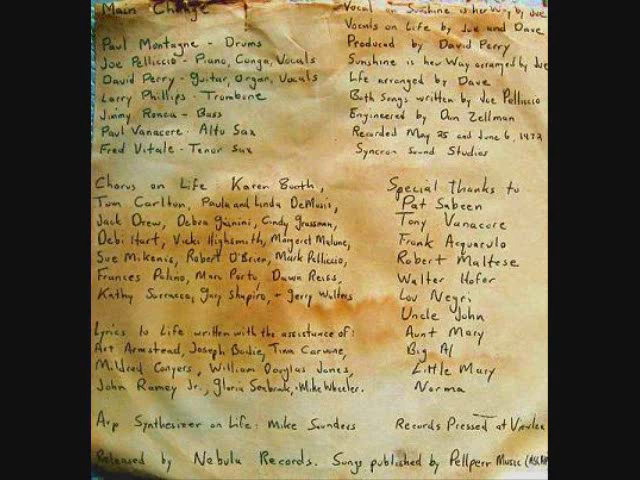 Main Change
Paul Montagne - Drums
Joe Pelliccio - Piano, Conga, Vocals
David Perry - Guitar, Organ, Vocals
Larry Phillips - Trombone
Jimmy Ronca - Bass
Paul Vanacore - Alto Sax
Fred Vitale - Tenor Sax
Vocal on Sunshine is her Way by Joe
Vocals on Life by Joe and Dave
Produced by David Perry
Sunshine is her Way arranged by Joe
Life arranged by Dave
Both Songs written by Joe Pelliccio
Engineered by Dan Zellman
Recorded May 25 and June 6, 1972
Syncron Sound Studios
Chorus on Life: Karen Booth,
Tom Carlton, Paula and Linda DeMusis,
Jack Drew, Debra Gianini, Cindy Grassman,
Debi Hart, Vicki Highsmith, Margaret Malone,
Sue McKenis, Robert O'Brien, Mark Pelliccio,
Frances Polino, Marc Porto, Dawn Reiss,
Kathy Sorracco, Gary Shapiro, - Jerry Walters
Special Thanks to
Pat Sabeen
Tony Vanacore
Frank Acquarulo
Robert Maltese
Walter Hofer
Lou Negri
Uncle John
Aunt Mary
Big Al
Little Mary
Norma
Lyrics to Life written with the assistance of:
Art Armstead, Joseph Bodie, Tina Carwone,
Mildred Conyers, William Douglas Jones,
John Ramey Jr., Gloria Seabrook, Mike Wheeler.
Arp Synthesizer on Life: Mike Saunders
Records Pressed at
Released by Nebula Records. Songs published by Pellperr Music (ASCAP